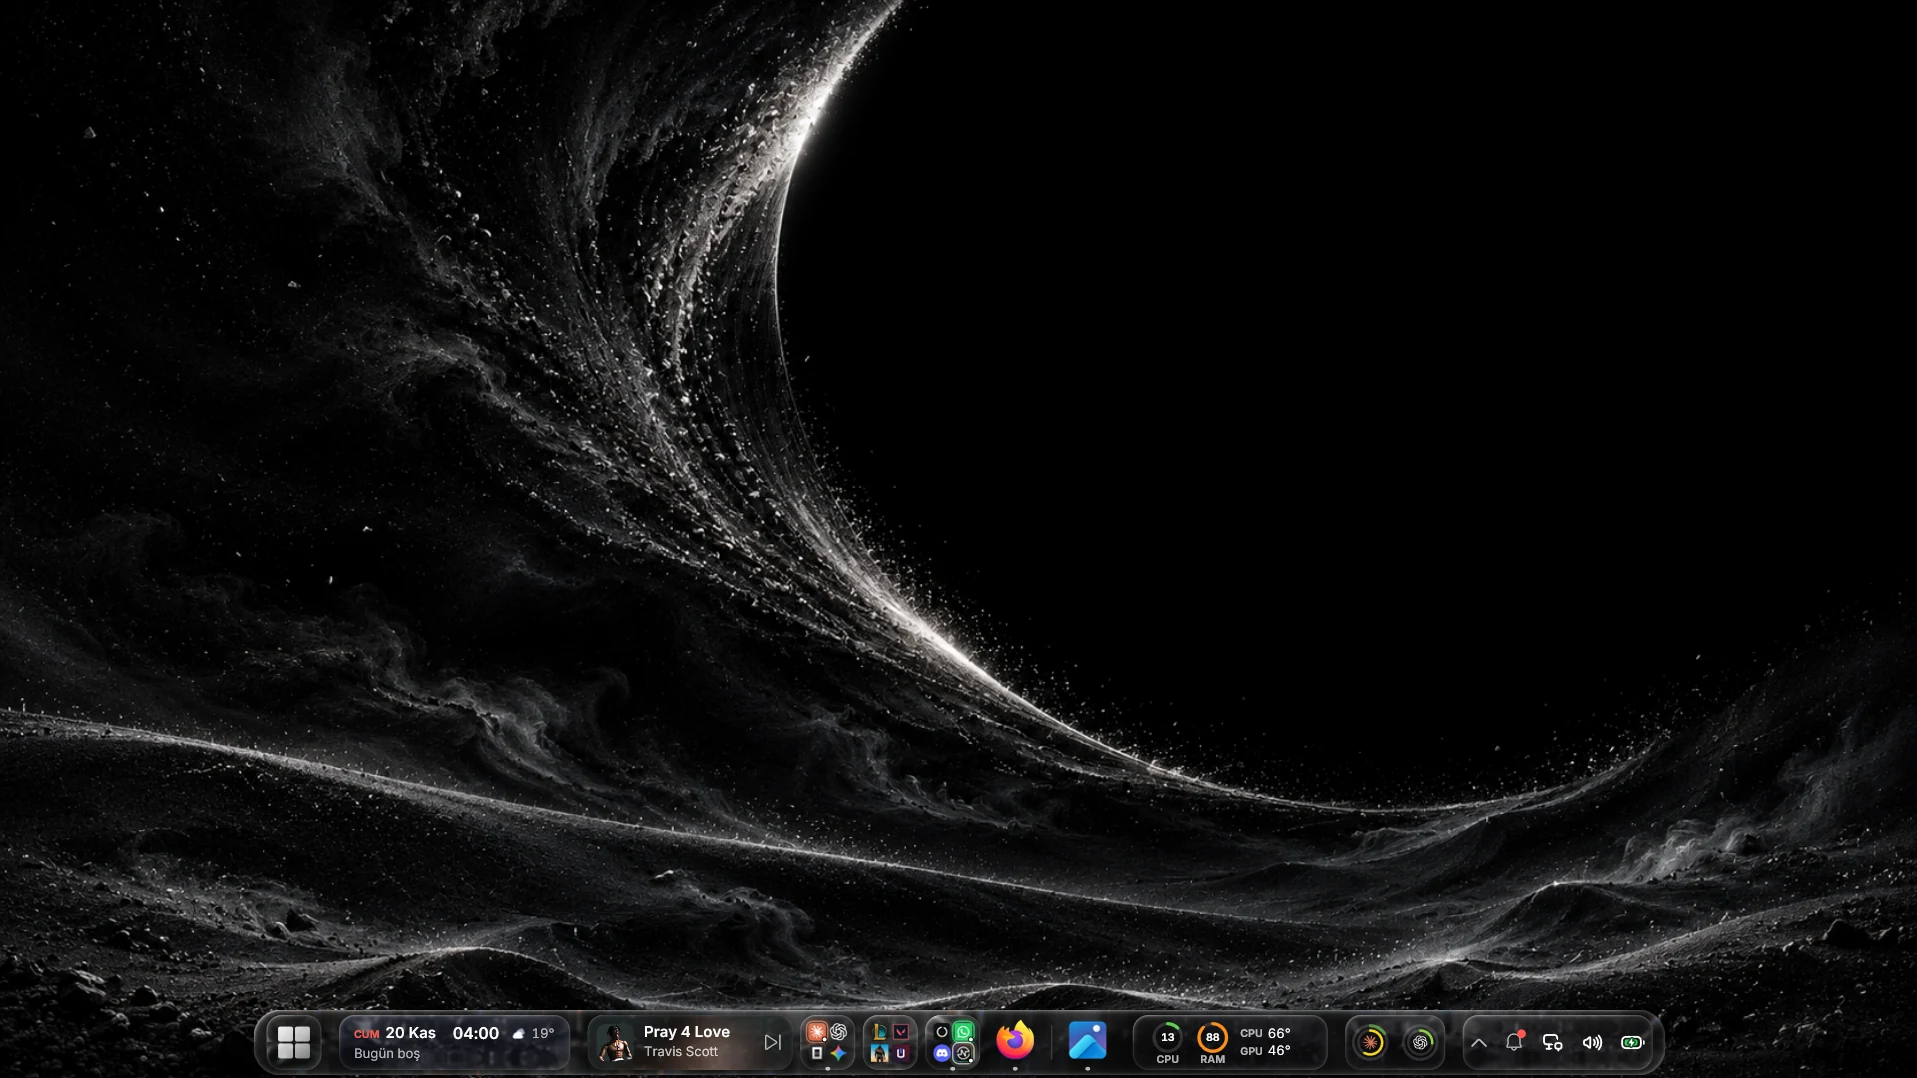 CUM 20 Kas 04:00 19°
Bugün boş
Pray 4 Love
Travis Scott
U
13
CPU
88
RAM
CPU 66°
GPU 46°